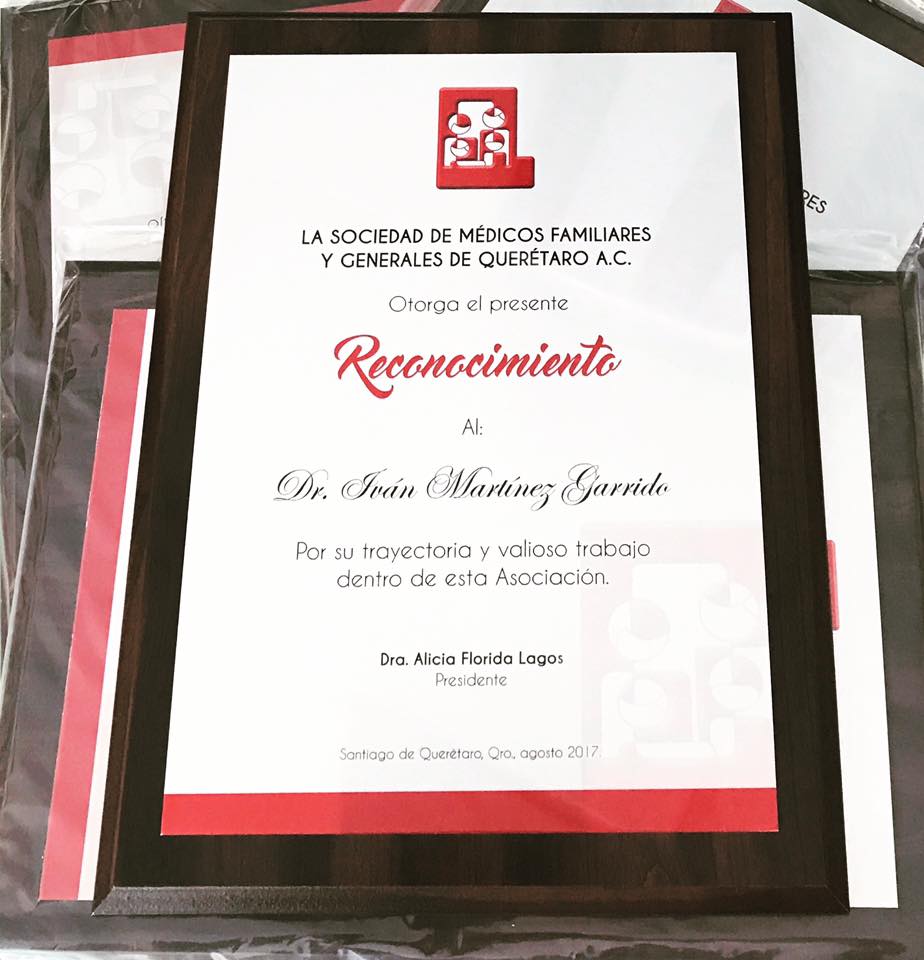 LA SOCIEDAD DE MÉDICOS FAMILIARES
Y GENERALES DE QUERÉTARO A.C.
Otorga el presente
Reconocimiento
Al:
Dr. Iván Martínez Garrido
Por su trayectoria y valioso trabajo
dentro de esta Asociación.
Dra. Alicia Florida Lagos
Presidente
Santiago de Querétaro, Qro., agosto 2017.